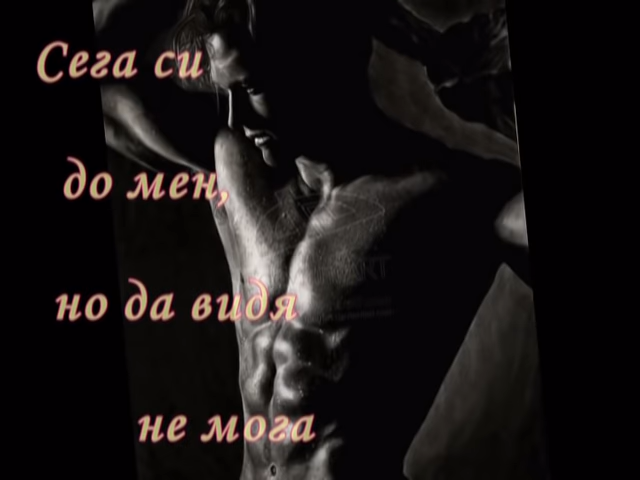 Сега си
до мен,
но да видя
не мога